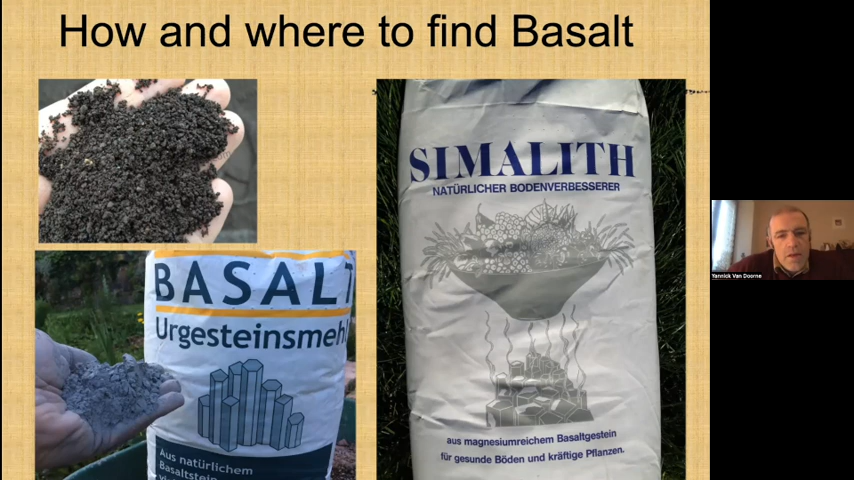 How and where to find Basalt
SIMALITH
NATÜRLICHER BODENVERBESSERER
BASALT
Urgesteinsmehl
Aus natürlichem
aus magnesiumreichem Basaltgestein
für gesunde Böden und kräftige Pflanzen.
Yannick Van Doorne